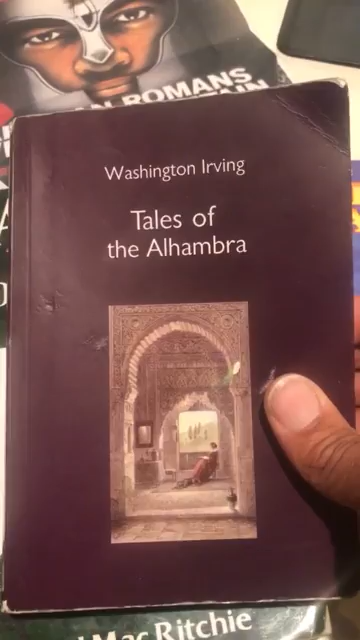 ROMANS
Washington Irving
Tales of
the Alhambra
Mac Ritchie